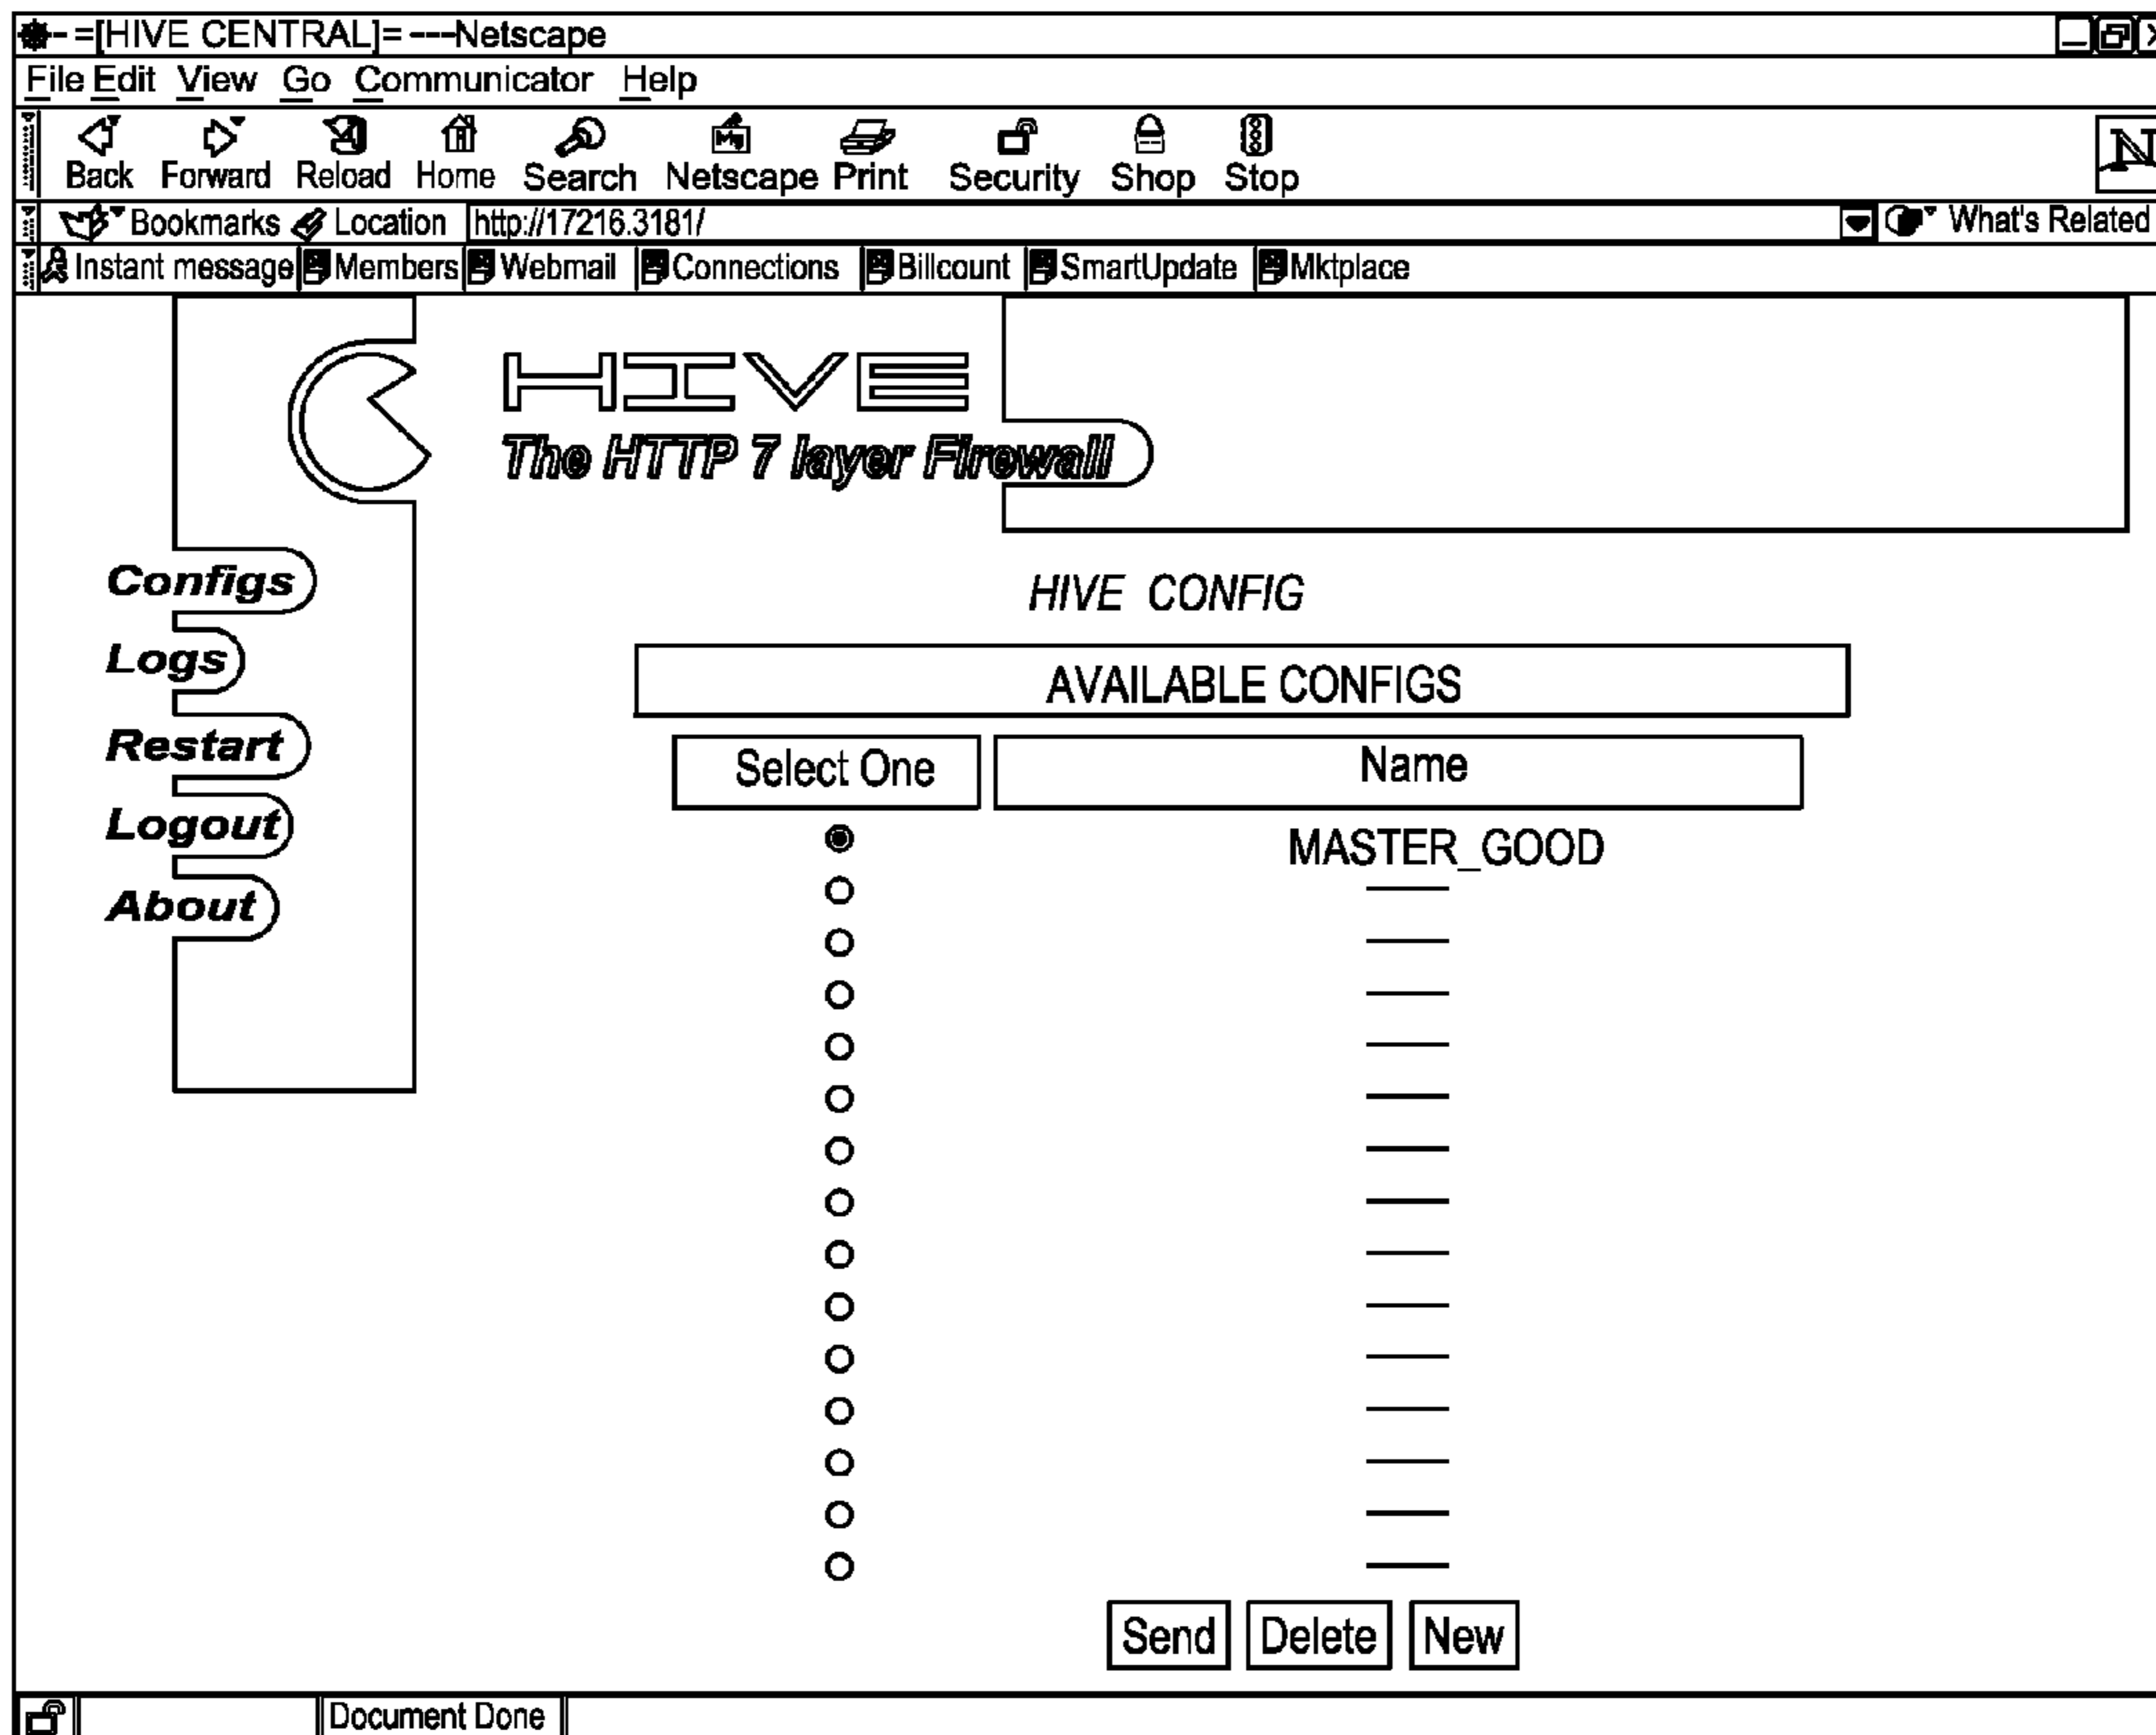 =[HIVE CENTRAL]= ---Netscape
File Edit View Go Communicator Help
Back Forward Reload Home Search Netscape Print Security Shop Stop
N
Bookmarks Location http://17216.3181/ What's Related
Instant message Members Webmail Connections Billcount SmartUpdate Mktplace
HIVE
The HTTP 7 layer Firewall
Configs
Logs
Restart
Logout
About
HIVE CONFIG
AVAILABLE CONFIGS
Select One Name
MASTER_GOOD
Send Delete New
Document Done